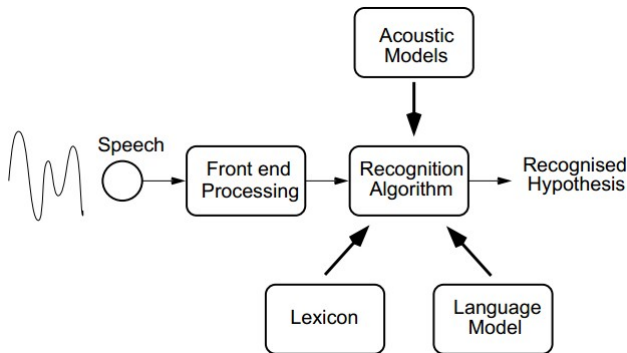 Acoustic
Models
Speech
Front end
Processing
Recognition
Algorithm
Recognised
Hypothesis
Lexicon
Language
Model